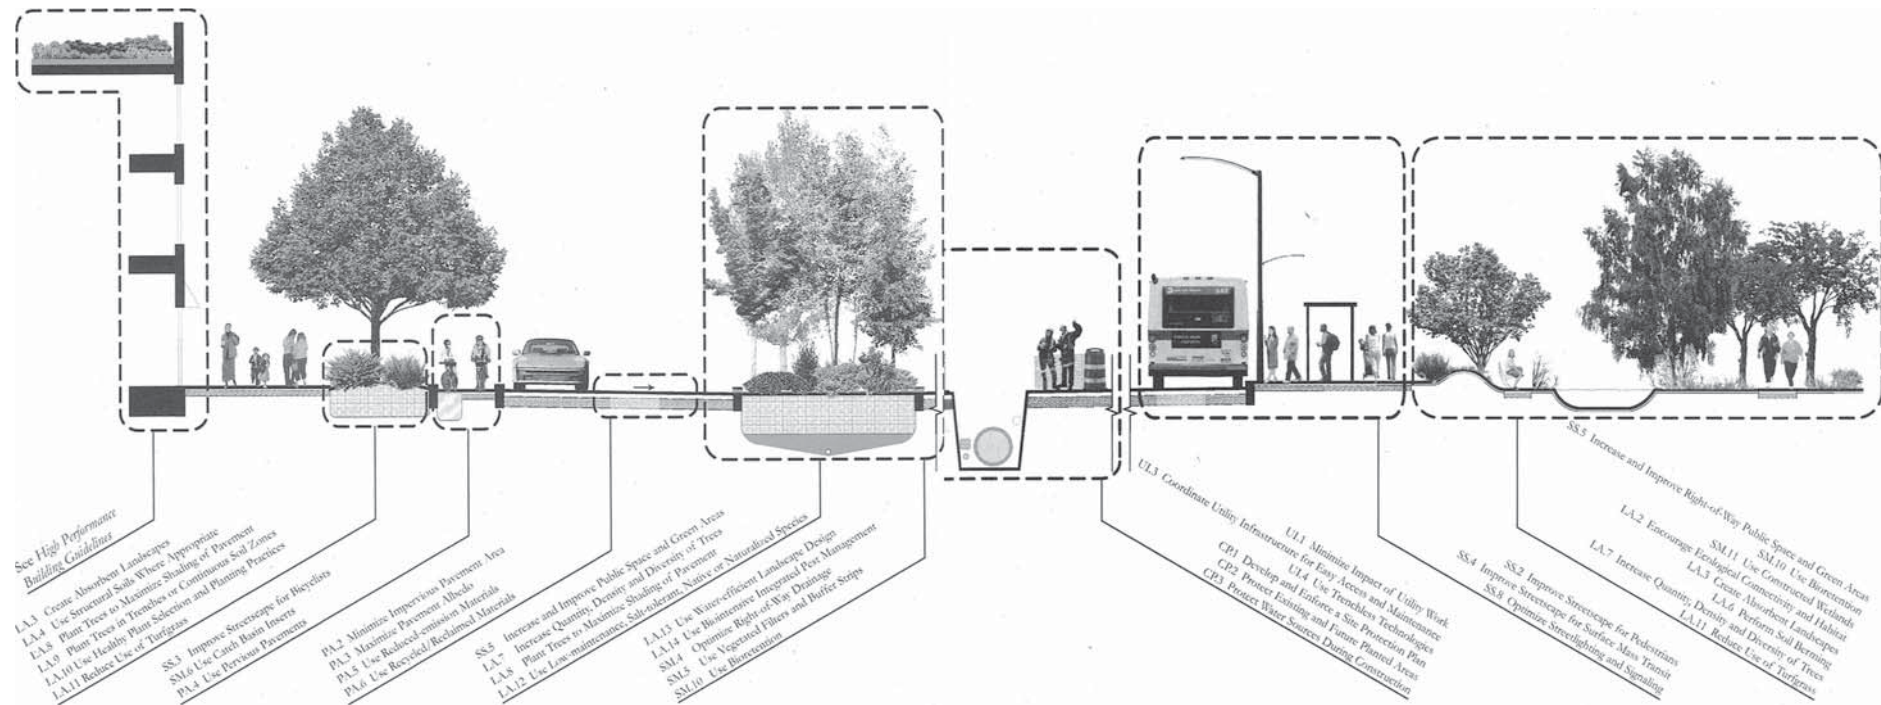 See High Performance
Building Guidelines
LA.3 Create Absorbent Landscapes
LA.4 Use Structural Soils Where Appropriate
LA.8 Plant Trees to Maximize Shading of Pavement
LA.9 Plant Trees in Trenches or Continuous Soil Zones
LA.10 Use Healthy Plant Selection and Planting Practices
LA.11 Reduce Use of Turfgrass
SS.3 Improve Streetscape for Bicyclists
SM.6 Use Catch Basin Inserts
PA.4 Use Pervious Pavements
PA.2 Minimize Impervious Pavement Area
PA.3 Maximize Pavement Albedo
PA.5 Use Reduced-emission Materials
PA.6 Use Recycled/Reclaimed Materials
SS.5 Increase and Improve Public Space and Green Areas
LA.7 Increase Quantity, Density and Diversity of Trees
LA.8 Plant Trees to Maximize Shading of Pavement
LA.12 Use Low-maintenance, Salt-tolerant, Native or Naturalized Species
LA.13 Use Water-efficient Landscape Design
LA.14 Use Biointensive Integrated Pest Management
SM.4 Optimize Right-of-Way Drainage
SM.5 Use Vegetated Filters and Buffer Strips
SM.10 Use Bioretention
UI.1 Minimize Impact of Utility Work
UI.3 Coordinate Utility Infrastructure for Easy Access and Maintenance
UI.4 Use Trenchless Technologies
CP.1 Develop and Enforce a Site Protection Plan
CP.2 Protect Existing and Future Planted Areas
CP.3 Protect Water Sources During Construction
SS.2 Improve Streetscape for Pedestrians
SS.4 Improve Streetscape for Surface Mass Transit
SS.8 Optimize Streetlighting and Signaling
SS.5 Increase and Improve Right-of-Way Public Space and Green Areas
SM.10 Use Bioretention
SM.11 Use Constructed Wetlands
LA.2 Encourage Ecological Connectivity and Habitat
LA.3 Create Absorbent Landscapes
LA.6 Perform Soil Berming
LA.7 Increase Quantity, Density and Diversity of Trees
LA.11 Reduce Use of Turfgrass